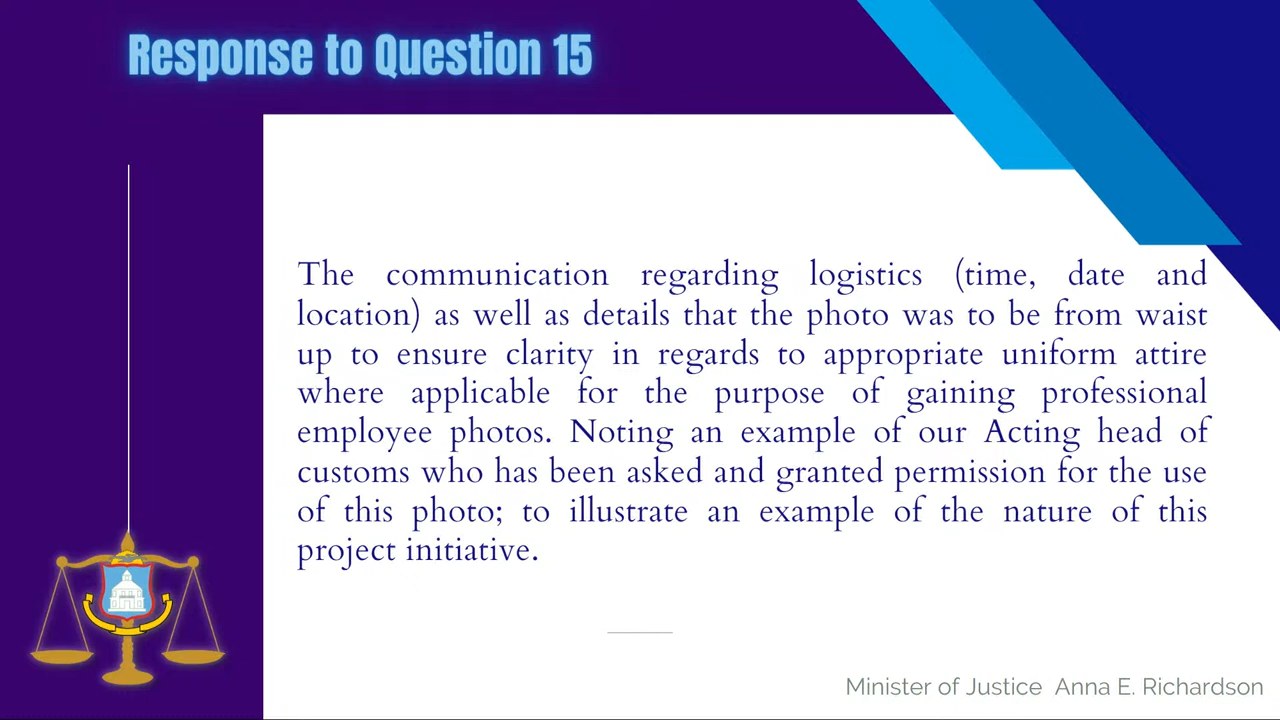 Response to Question 15
The communication regarding logistics (time, date and
location) as well as details that the photo was to be from waist
up to ensure clarity in regards to appropriate uniform attire
where applicable for the purpose of gaining professional
employee photos. Noting an example of our Acting head of
customs who has been asked and granted permission for the use
of this photo; to illustrate an example of the nature of this
project initiative.
Minister of Justice Anna E. Richardson